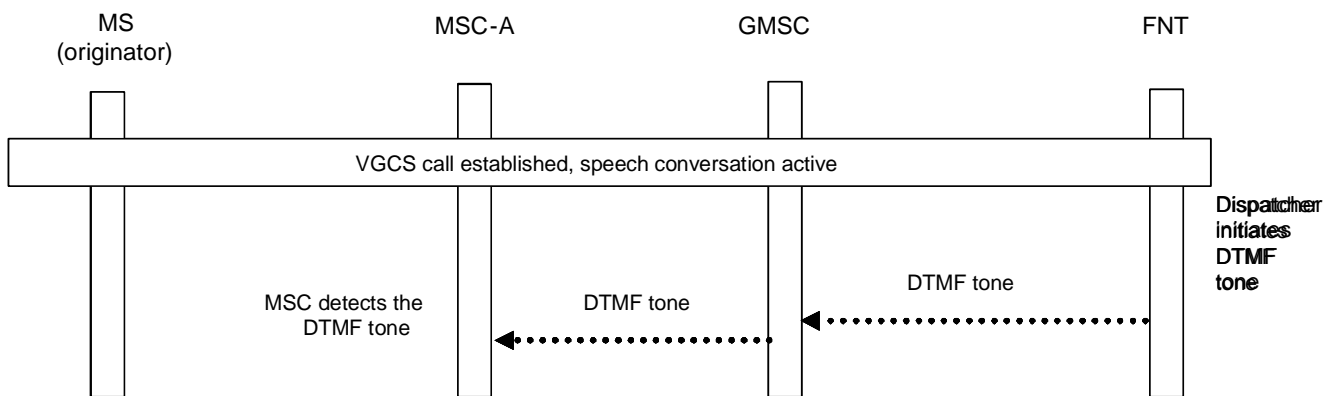 MS
(originator)
MSC-A
GMSC
FNT
VGCS call established, speech conversation active
Dispatcher
initiates
DTMF
tone
DTMF tone
DTMF tone
MSC detects the
DTMF tone